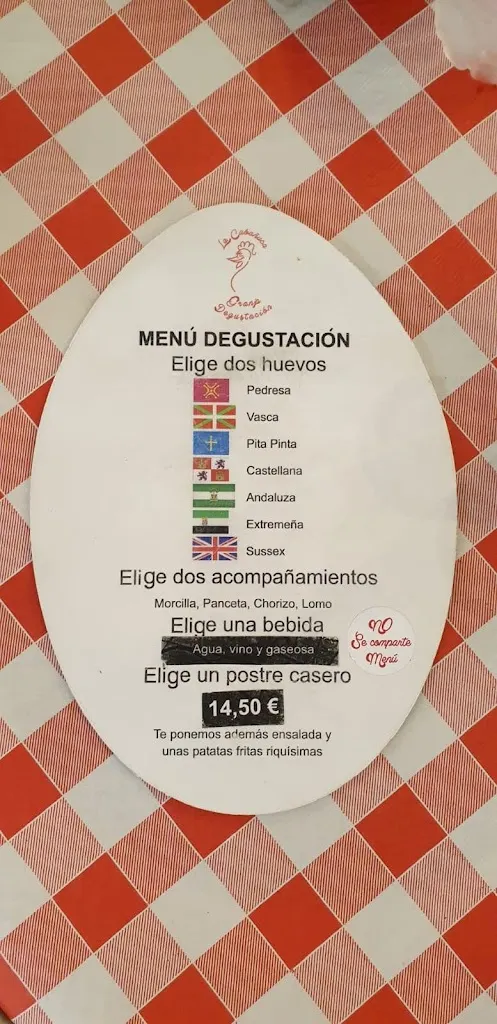 La Cabañuca
Granja
Degustación
MENÚ DEGUSTACIÓN
Elige dos huevos
Pedresa
Vasca
Pita Pinta
Castellana
Andaluza
Extremeña
Sussex
Elige dos acompañamientos
Morcilla, Panceta, Chorizo, Lomo
Elige una bebida
Agua, vino y gaseosa
NO
Se comparte
Menú
Elige un postre casero
14,50 €
Te ponemos además ensalada y
unas patatas fritas riquísimas